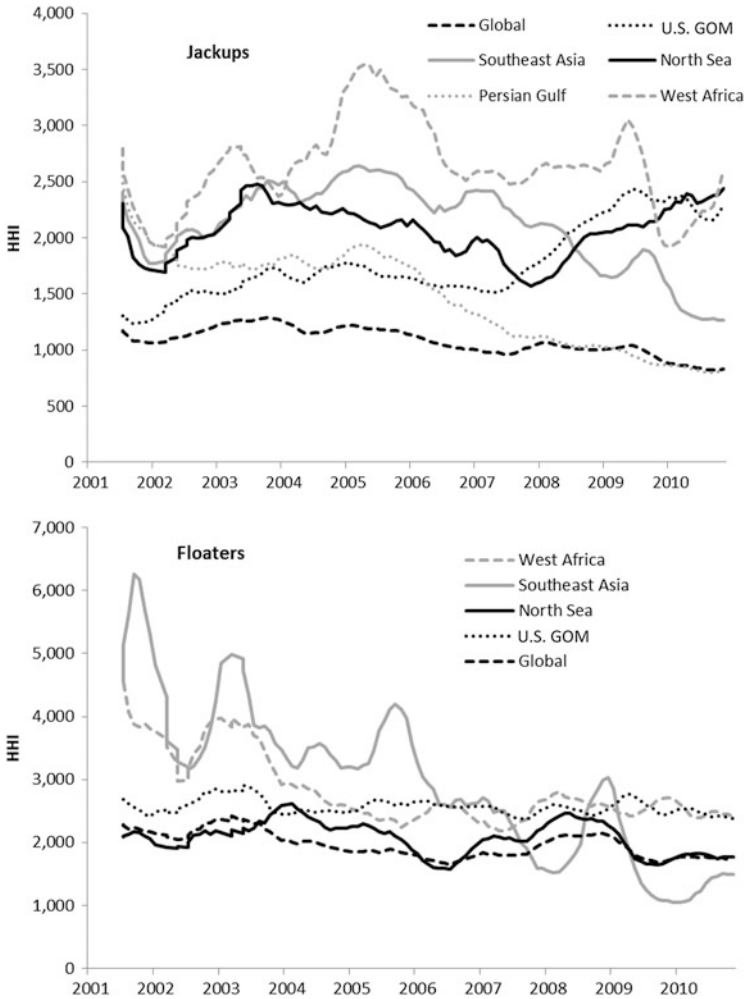 4,000
3,500
3,000
2,500
2,000
1,500
1,000
500
0
HHI
Jackups
Global
U.S. GOM
Southeast Asia
North Sea
Persian Gulf
West Africa
2001 2002 2003 2004 2005 2006 2007 2008 2009 2010
7,000
6,000
5,000
4,000
3,000
2,000
1,000
0
HHI
Floaters
West Africa
Southeast Asia
North Sea
U.S. GOM
Global
2001 2002 2003 2004 2005 2006 2007 2008 2009 2010